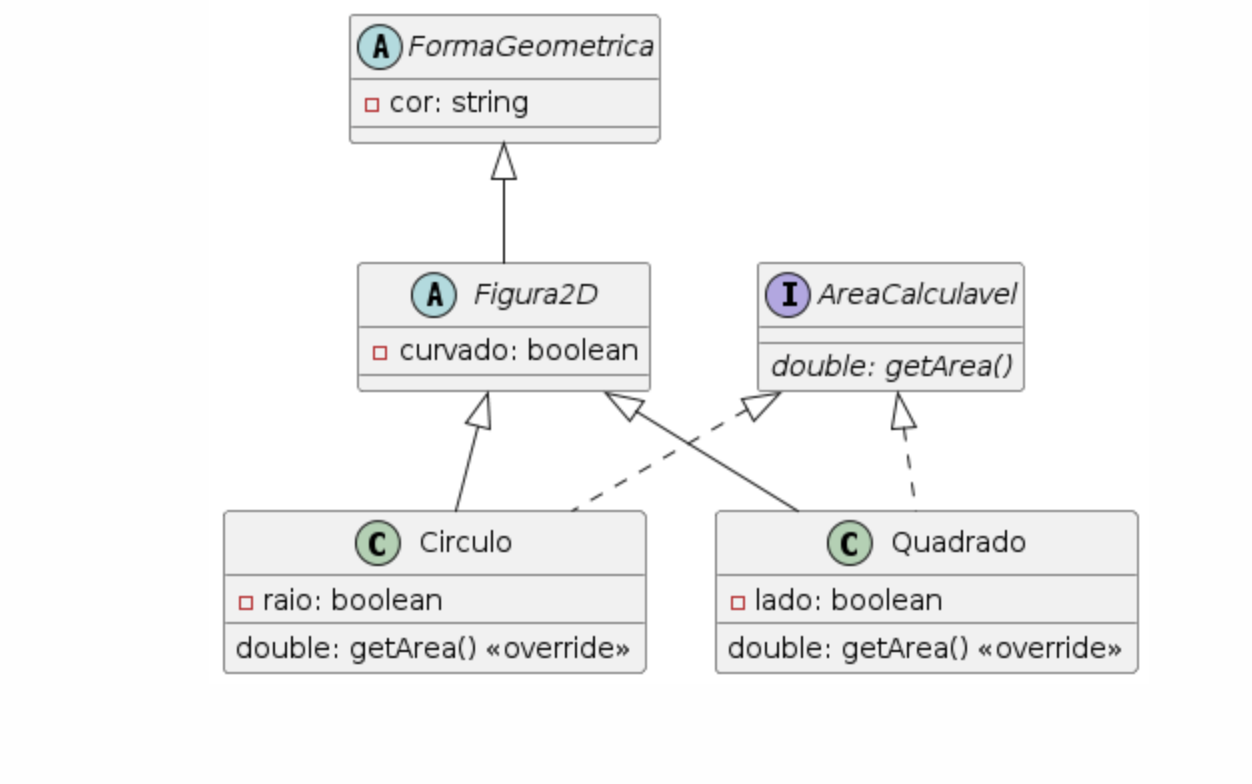 A FormaGeometrica
cor: string
A Figura2D
curvado: boolean
I AreaCalculavel
double: getArea()
C Circulo
raio: boolean
double: getArea() «override»
C Quadrado
lado: boolean
double: getArea() «override»